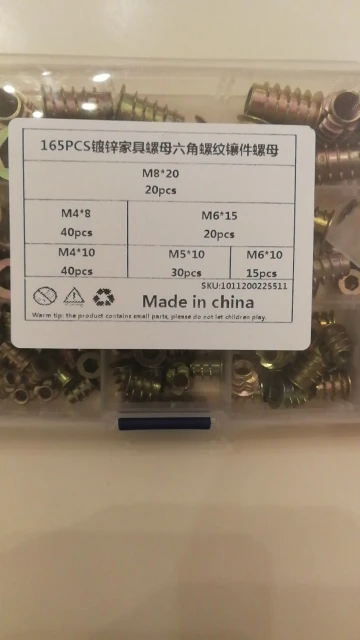 165PCS镀锌家具螺母六角螺纹镶件螺母
M8*20
20pcs
M4*8
40pcs
M6*15
20pcs
M4*10
40pcs
M5*10
30pcs
M6*10
15pcs
SKU:1011200225511
Made in china
Warm tip: the product contains small parts, please do not let children play.